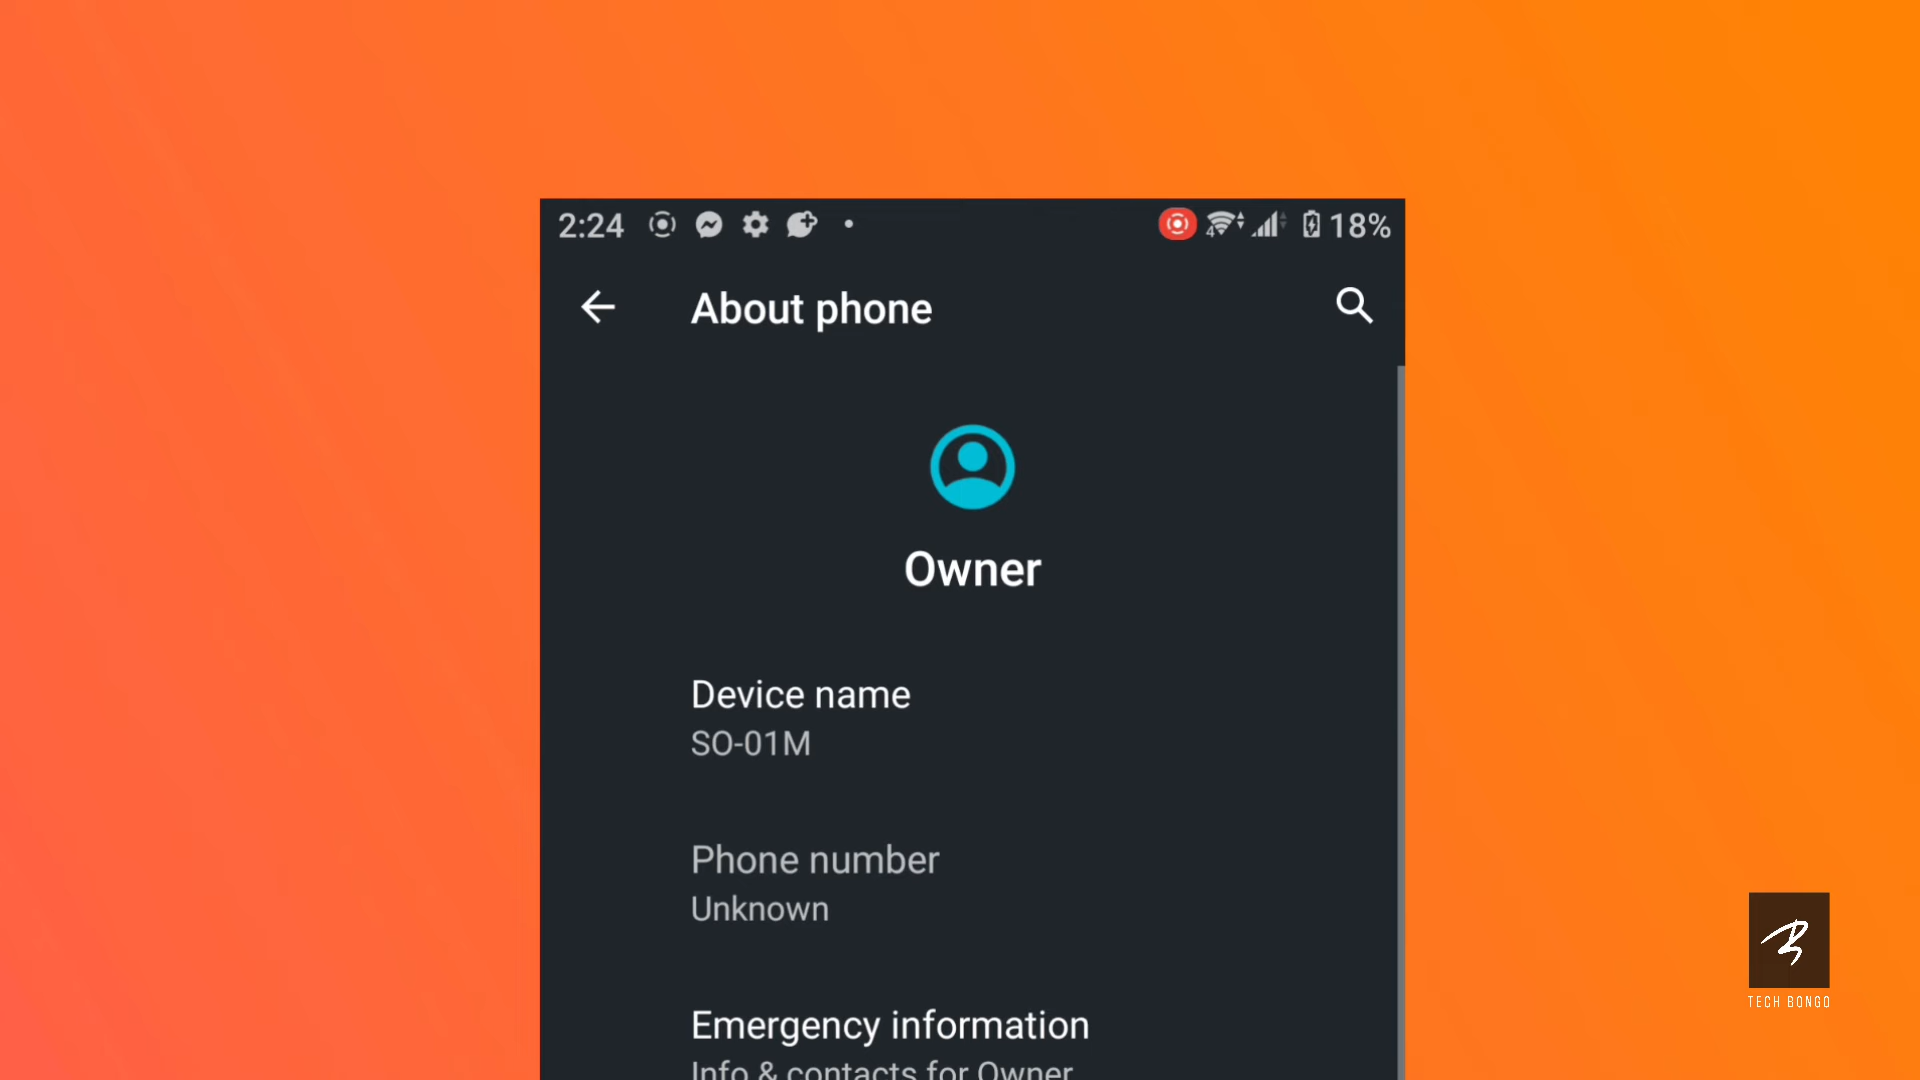 2:24 18%
About phone
Owner
Device name
SO-01M
Phone number
Unknown
Emergency information
Info & contacts for Owner
TECH BONGO